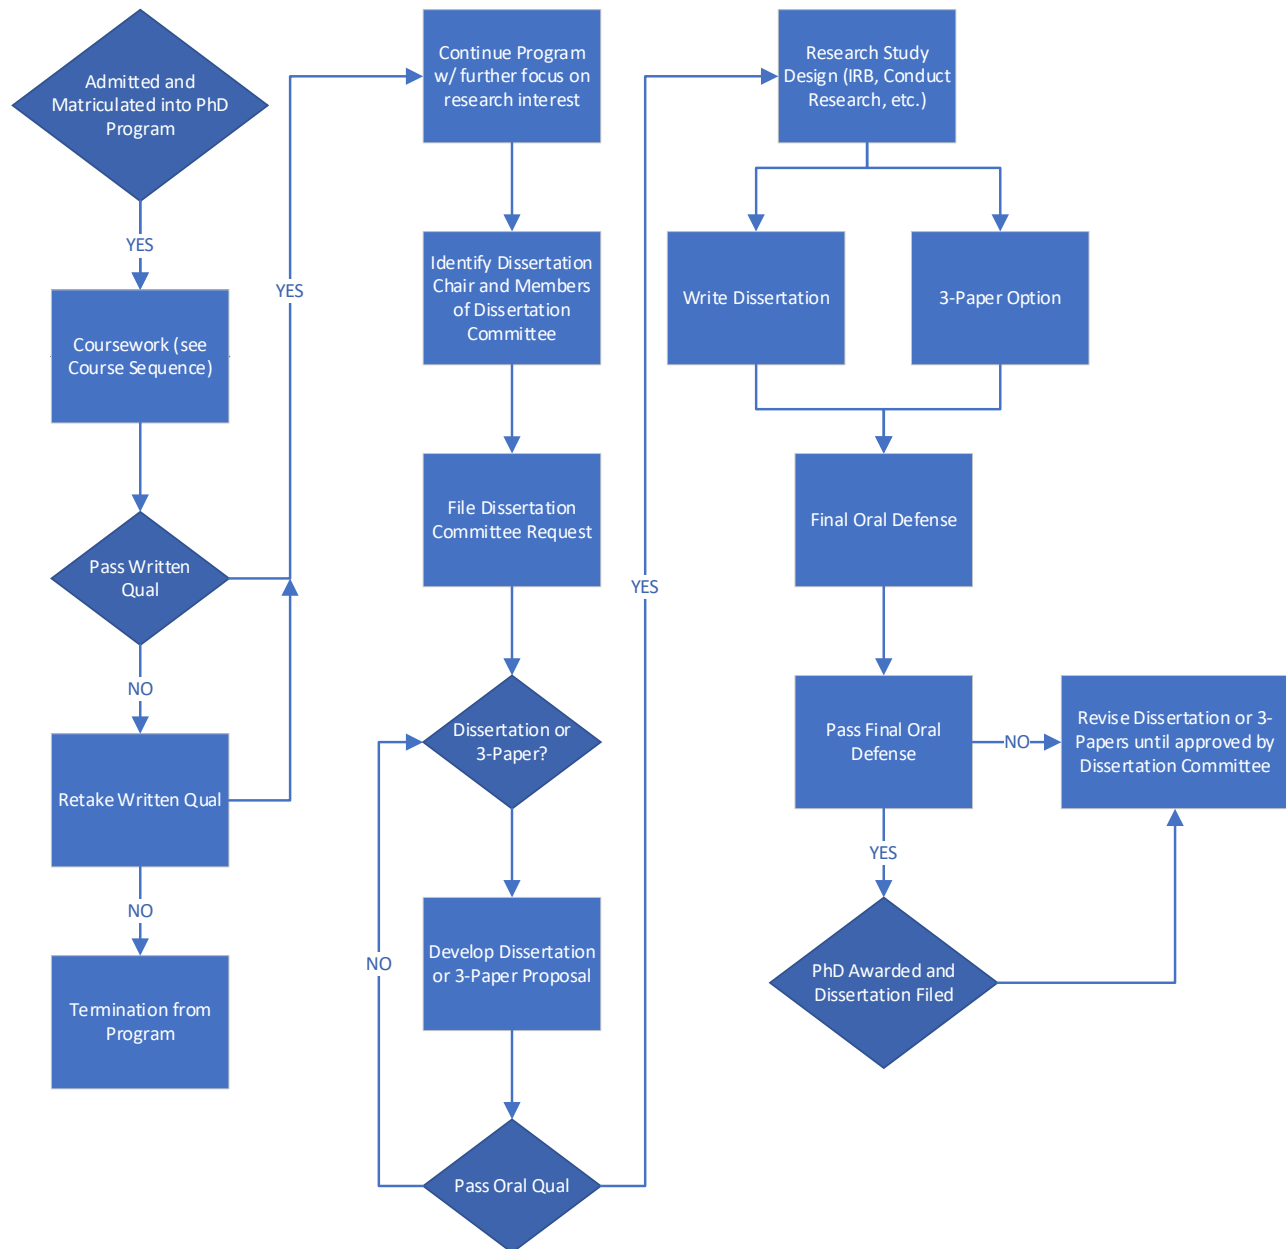 Admitted and
Matriculated into PhD
Program
YES
Coursework (see
Course Sequence)
Pass Written
Qual
NO
Retake Written Qual
NO
Termination from
Program
YES
Continue Program
w/ further focus on
research interest
Identify Dissertation
Chair and Members
of Dissertation
Committee
File Dissertation
Committee Request
Dissertation or
3-Paper?
Develop Dissertation
or 3-Paper Proposal
NO
Pass Oral Qual
YES
Research Study
Design (IRB, Conduct
Research, etc.)
Write Dissertation
3-Paper Option
Final Oral Defense
Pass Final Oral
Defense
NO
Revise Dissertation or 3-
Papers until approved by
Dissertation Committee
YES
PhD Awarded and
Dissertation Filed